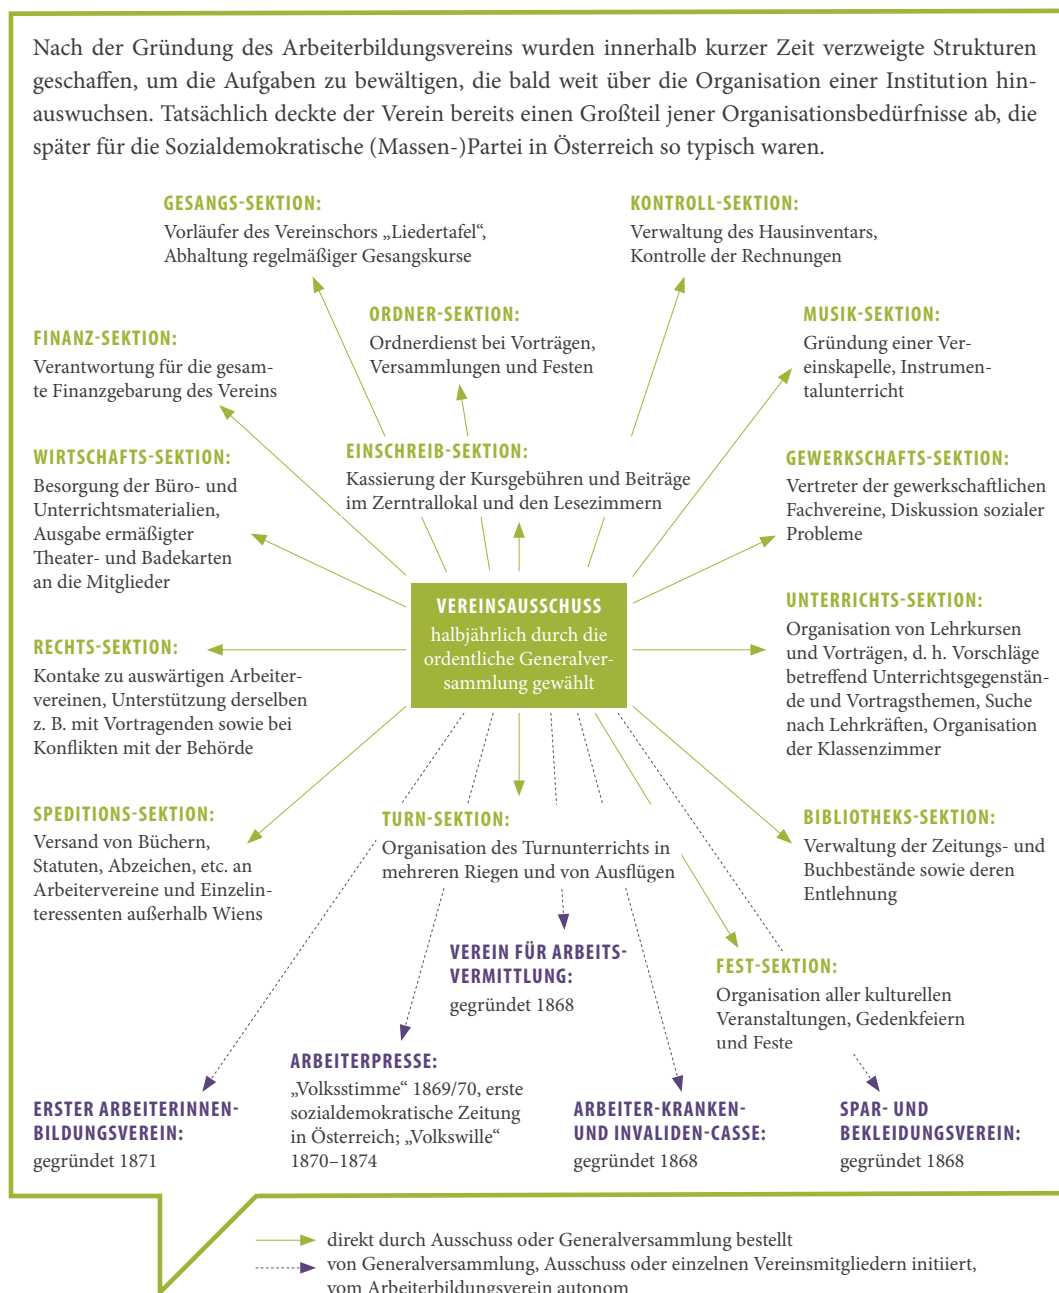 Nach der Gründung des Arbeiterbildungsvereins wurden innerhalb kurzer Zeit verzweigte Strukturen
geschaffen, um die Aufgaben zu bewältigen, die bald weit über die Organisation einer Institution hin-
auswuchsen. Tatsächlich deckte der Verein bereits einen Großteil jener Organisationsbedürfnisse ab, die
später für die Sozialdemokratische (Massen-)Partei in Österreich so typisch waren.
GESANGS-SEKTION:
Vorläufer des Vereinschors „Liedertafel“,
Abhaltung regelmäßiger Gesangskurse
KONTROLL-SEKTION:
Verwaltung des Hausinventars,
Kontrolle der Rechnungen
FINANZ-SEKTION:
Verantwortung für die gesam-
te Finanzgebarung des Vereins
ORDNER-SEKTION:
Ordnerdienst bei Vorträgen,
Versammlungen und Festen
MUSIK-SEKTION:
Gründung einer Ver-
einskapelle, Instrumen-
talunterricht
WIRTSCHAFTS-SEKTION:
Besorgung der Büro- und
Unterrichtsmaterialien,
Ausgabe ermäßigter
Theater- und Badekarten
an die Mitglieder
EINSCHREIB-SEKTION:
Kassierung der Kursgebühren und Beiträge
im Zerntrallokal und den Lesezimmern
GEWERKSCHAFTS-SEKTION:
Vertreter der gewerkschaftlichen
Fachvereine, Diskussion sozialer
Probleme
VEREINSAUSSCHUSS
halbjährlich durch die
ordentliche Generalver-
sammlung gewählt
RECHTS-SEKTION:
Kontake zu auswärtigen Arbeiter-
vereinen, Unterstützung derselben
z. B. mit Vortragenden sowie bei
Konflikten mit der Behörde
UNTERRICHTS-SEKTION:
Organisation von Lehrkursen
und Vorträgen, d. h. Vorschläge
betreffend Unterrichtsgegenstän-
de und Vortragsthemen, Suche
nach Lehrkräften, Organisation
der Klassenzimmer
SPEDITIONS-SEKTION:
Versand von Büchern,
Statuten, Abzeichen, etc. an
Arbeitervereine und Einzelin-
teressenten außerhalb Wiens
TURN-SEKTION:
Organisation des Turnunterrichts in
mehreren Riegen und von Ausflügen
BIBLIOTHEKS-SEKTION:
Verwaltung der Zeitungs- und
Buchbestände sowie deren
Entlehnung
VEREIN FÜR ARBEITS-
VERMITTLUNG:
gegründet 1868
FEST-SEKTION:
Organisation aller kulturellen
Veranstaltungen, Gedenkfeiern
und Feste
ERSTER ARBEITERINNEN-
BILDUNGSVEREIN:
gegründet 1871
ARBEITERPRESSE:
„Volksstimme“ 1869/70, erste
sozialdemokratische Zeitung
in Österreich; „Volkswille“
1870–1874
ARBEITER-KRANKEN-
UND INVALIDEN-CASSE:
gegründet 1868
SPAR- UND
BEKLEIDUNGSVEREIN:
gegründet 1868
direkt durch Ausschuss oder Generalversammlung bestellt
von Generalversammlung, Ausschuss oder einzelnen Vereinsmitgliedern initiiert,
vom Arbeiterbildungsverein autonom